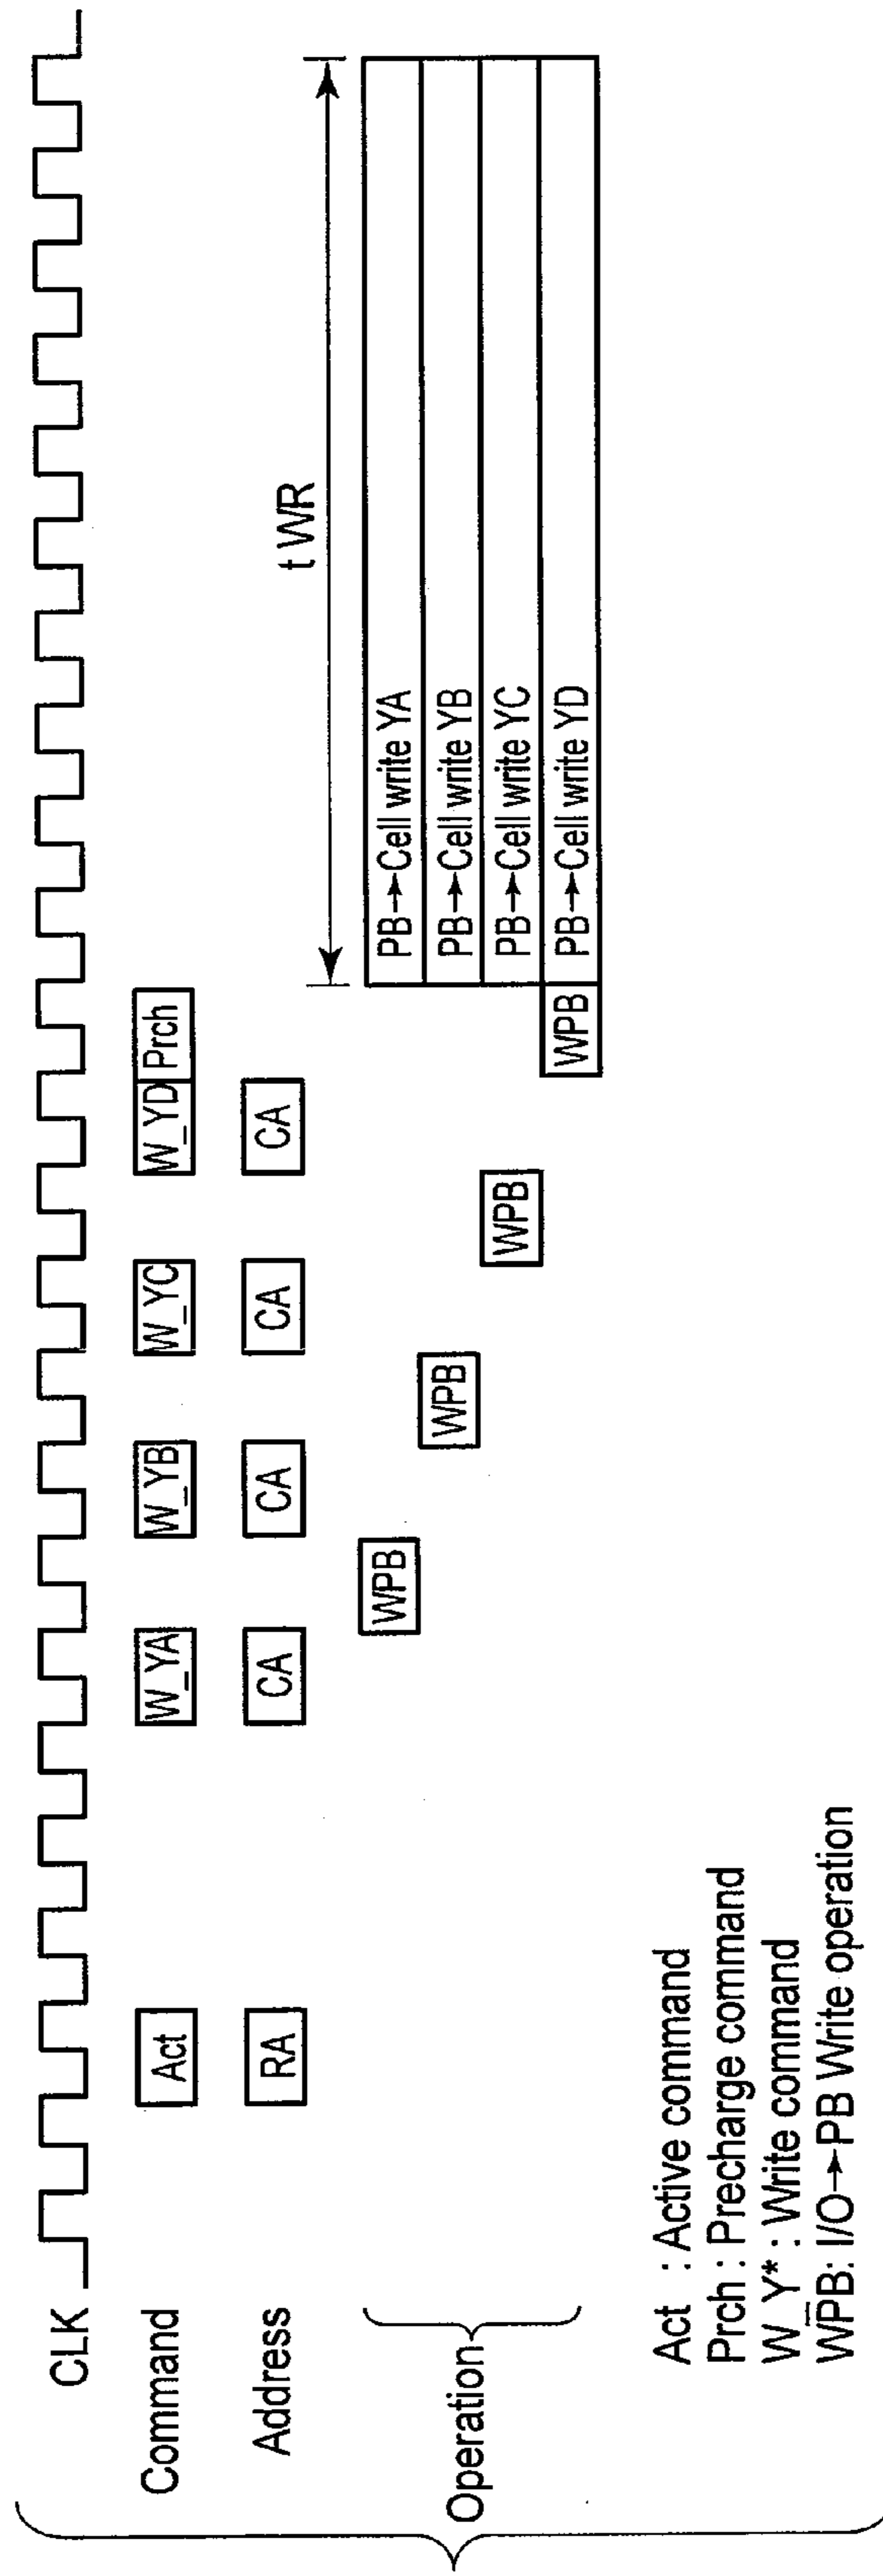 CLK
Command Act W_YA W_YB W_YC W_YD Prch
Address RA CA CA CA CA
t WR
Operation
WPB PB→Cell write YA
WPB PB→Cell write YB
WPB PB→Cell write YC
WPB PB→Cell write YD
Act : Active command
Prch : Precharge command
W_Y* : Write command
WPB: I/O→PB Write operation